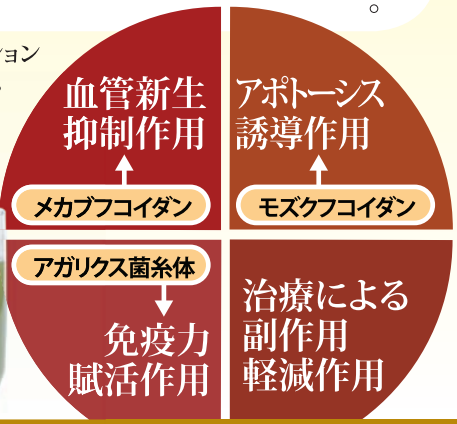 。
ョン
血管新生
抑制作用
メカブフコイダン
アポトーシス
誘導作用
モズクフコイダン
アガリクス菌糸体
免疫力
賦活作用
治療による
副作用
軽減作用